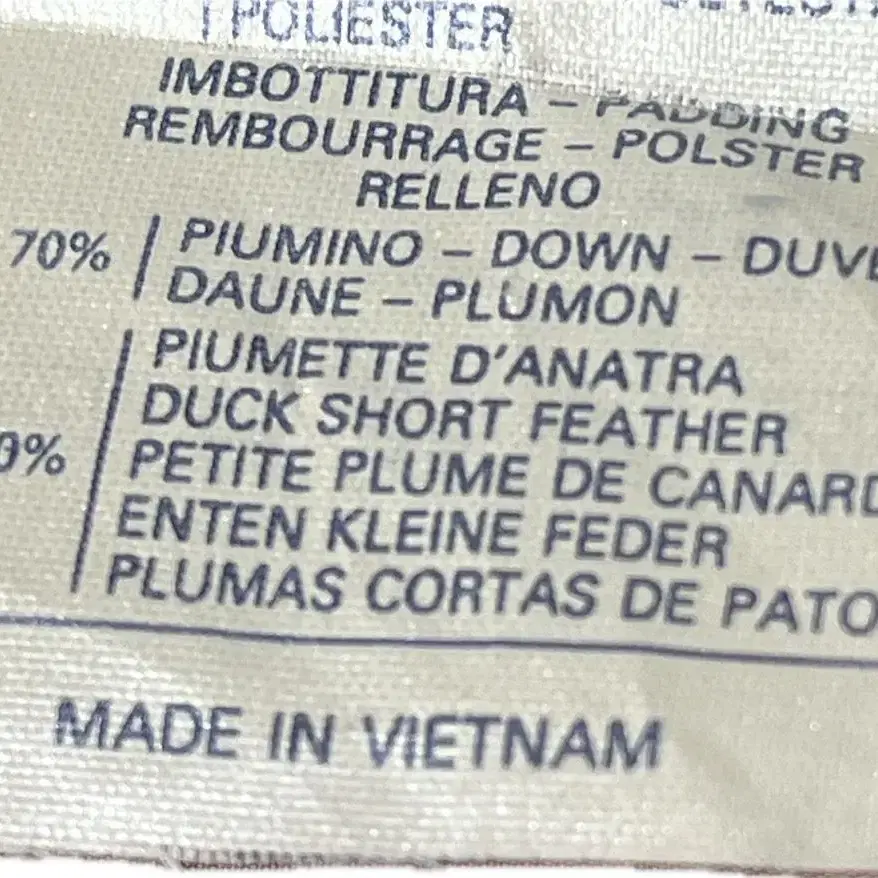 POLIESTER
IMBOTTITURA - PADDING
REMBOURRAGE - POLSTER
RELLENO
70% PIUMINO - DOWN - DUVE
DAUNE - PLUMON
PIUMETTE D'ANATRA
DUCK SHORT FEATHER
0% PETITE PLUME DE CANARD
ENTEN KLEINE FEDER
PLUMAS CORTAS DE PATO
MADE IN VIETNAM